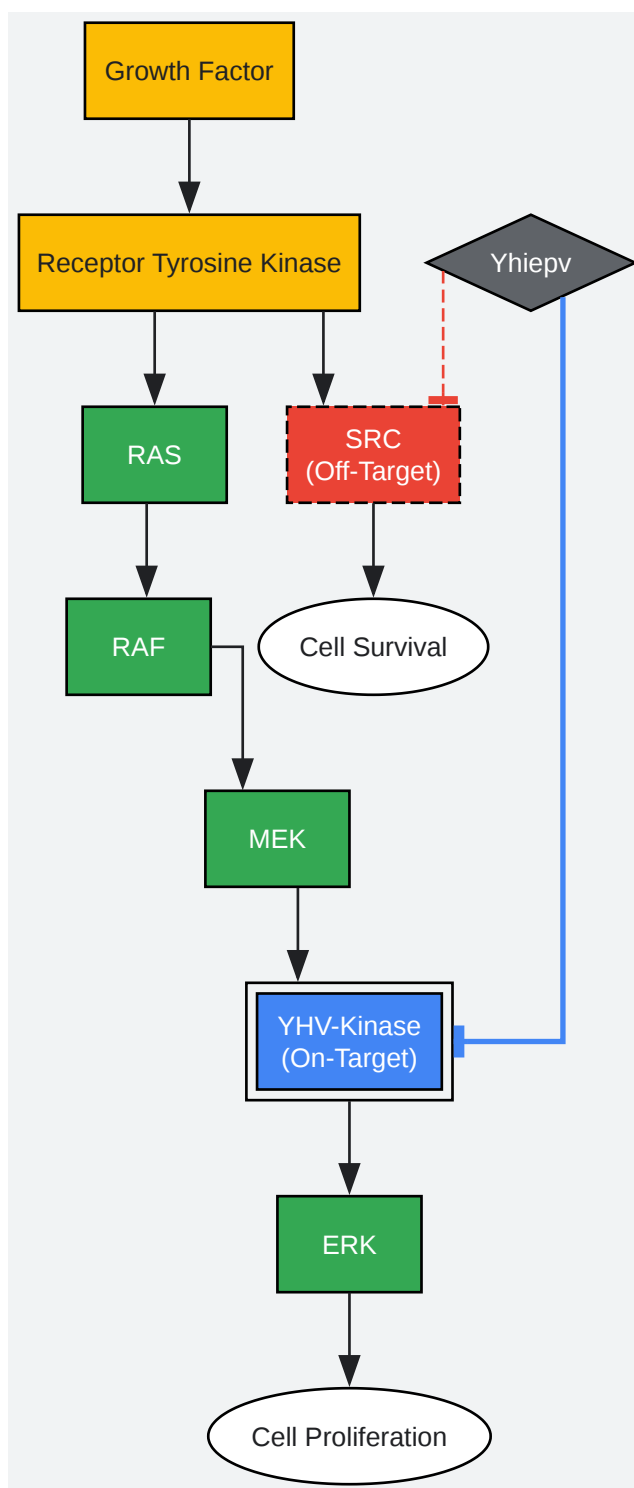 Growth Factor
Receptor Tyrosine Kinase
Yhiepv
RAS
SRC
(Off-Target)
RAF
Cell Survival
MEK
YHV-Kinase
(On-Target)
ERK
Cell Proliferation